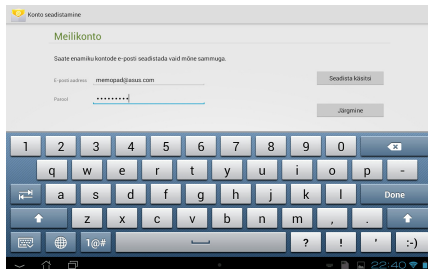 Konto seadistamine
Meilikonto
Saate enamiku kontode e-posti seadistada vaid mõne sammuga.
E-posti aadress memopad@asus.com Seadista käsitsi
Parool •••••••••
Järgmine
1 2 3 4 5 6 7 8 9 0
q w e r t y u i o p -
a s d f g h j k l Done
z x c v b n m , .
1@# ? ! ' :-)
22:40